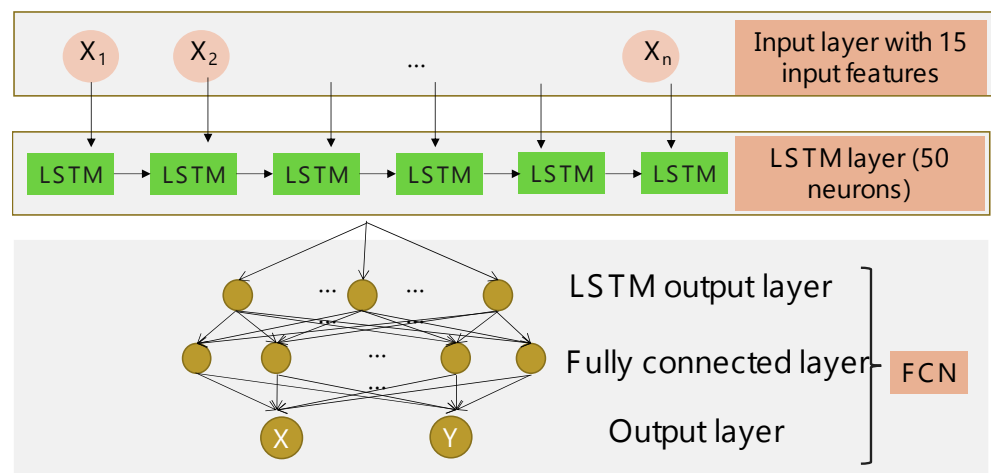 X1
X2
...
Xn
Input layer with 15
input features
LSTM
LSTM
LSTM
LSTM
LSTM
LSTM
LSTM layer (50
neurons)
... ...
LSTM output layer
... ...
...
Fully connected layer
FCN
...
X
Y
Output layer